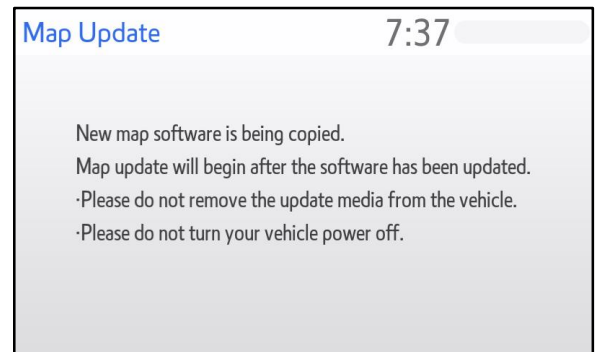 Map Update
7:37
New map software is being copied.
Map update will begin after the software has been updated.
·Please do not remove the update media from the vehicle.
·Please do not turn your vehicle power off.